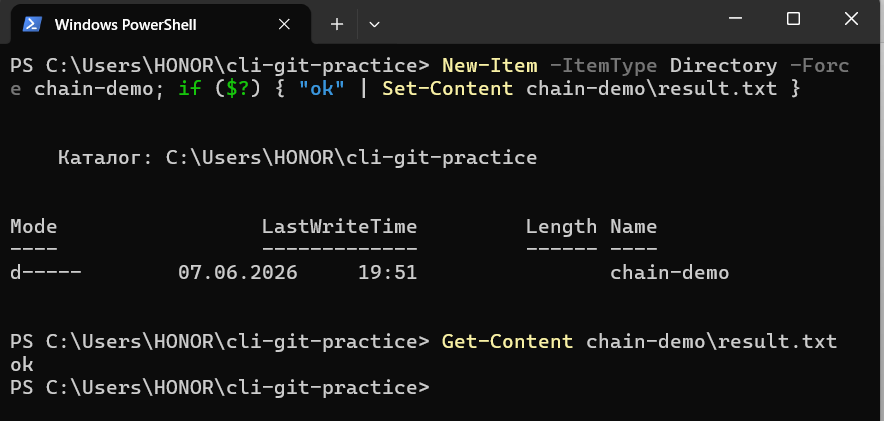 Windows PowerShell
PS C:\Users\HONOR\cli-git-practice> New-Item -ItemType Directory -Forc
e chain-demo; if ($?) { "ok" | Set-Content chain-demo\result.txt }
Каталог: C:\Users\HONOR\cli-git-practice
Mode                LastWriteTime         Length Name
----                -------------         ------ ----
d-----        07.06.2026     19:51                chain-demo
PS C:\Users\HONOR\cli-git-practice> Get-Content chain-demo\result.txt
ok
PS C:\Users\HONOR\cli-git-practice>